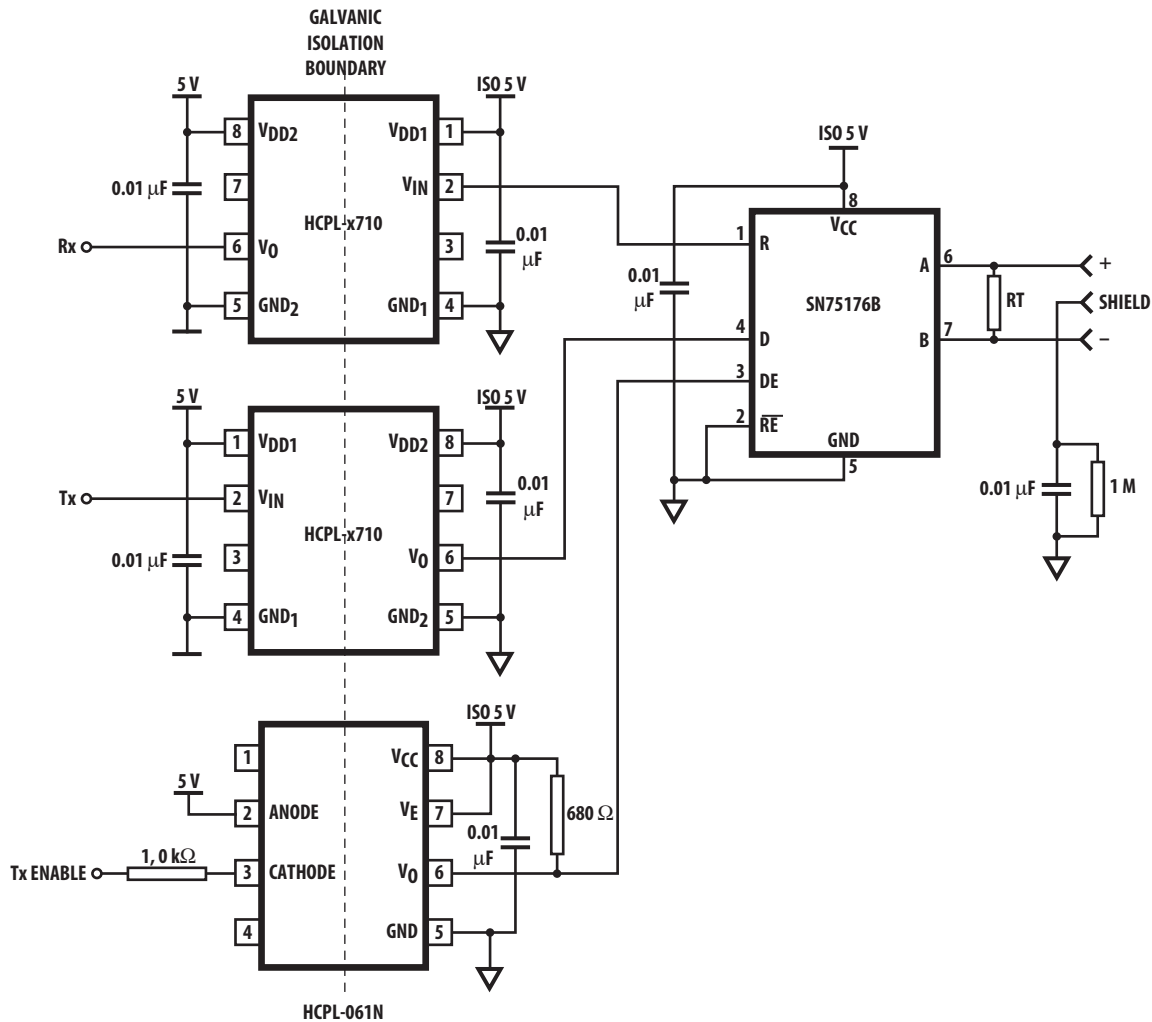 GALVANIC
ISOLATION
BOUNDARY
5 V
ISO 5 V
8 VDD2
VDD1 1
0.01 µF
7
VIN 2
HCPL-x710
Rx
6 VO
3
0.01
µF
5 GND2
GND1 4
5 V
ISO 5 V
1 VDD1
VDD2 8
Tx
2 VIN
7
0.01
µF
HCPL-x710
0.01 µF
3
VO 6
4 GND1
GND2 5
ISO 5 V
1
VCC 8
5 V
2 ANODE
VE 7
680 Ω
0.01
µF
1, 0 kΩ
Tx ENABLE
3 CATHODE
VO 6
4
GND 5
HCPL-061N
ISO 5 V
8
VCC
1
R
0.01
µF
A
6
+
SN75176B
RT
SHIELD
4
D
B
7
–
3
DE
2
RE
GND
5
0.01 µF
1 M